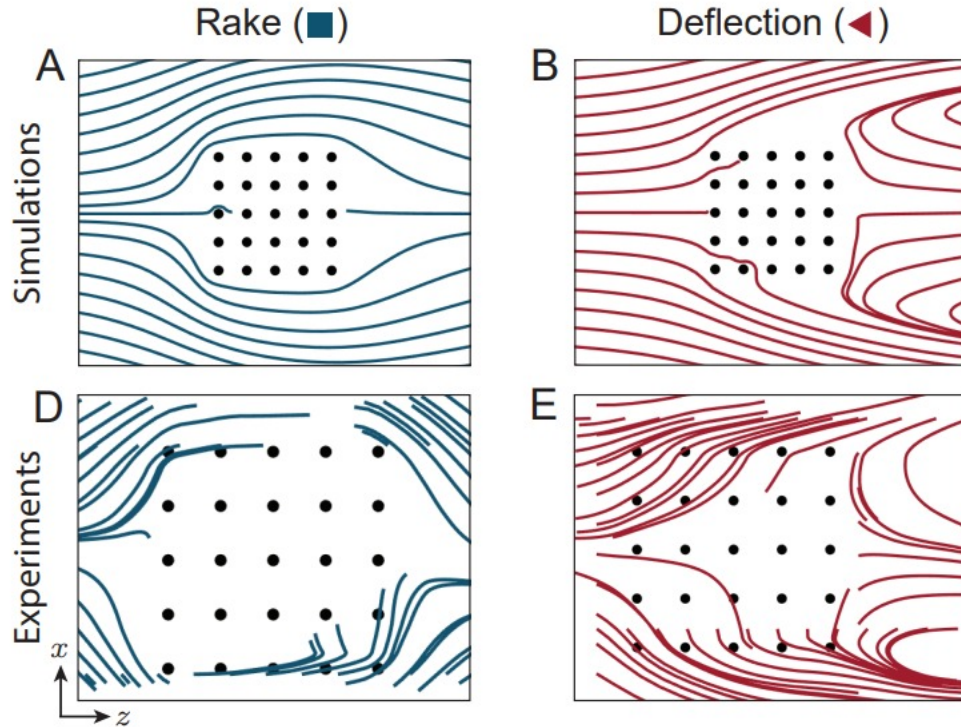 Rake (■) Deflection (◀)
A B
Simulations
D E
Experiments
x
z